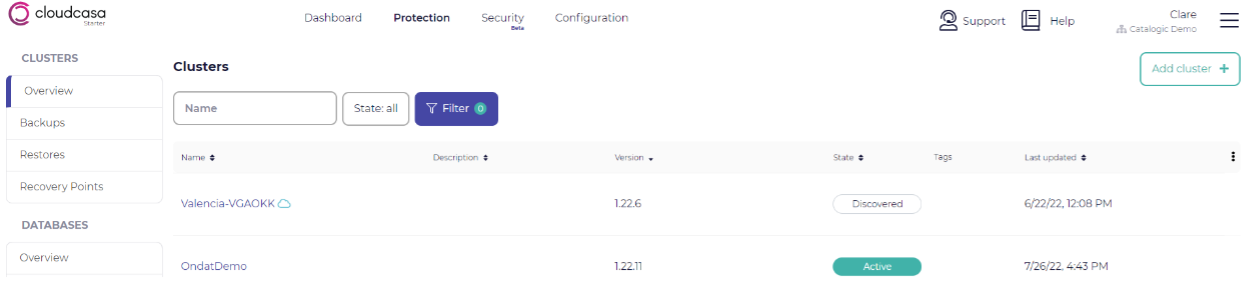 cloudcasa
Starter
Dashboard Protection Security Configuration
Beta
Support Help
Clare
Catalogic Demo
CLUSTERS
Overview
Backups
Restores
Recovery Points
DATABASES
Overview
Clusters
Add cluster +
Name State: all Filter 0
Name Description Version State Tags Last updated
Valencia-VGAOKK 1.22.6 Discovered 6/22/22, 12:08 PM
OndatDemo 1.22.11 Active 7/26/22, 4:43 PM